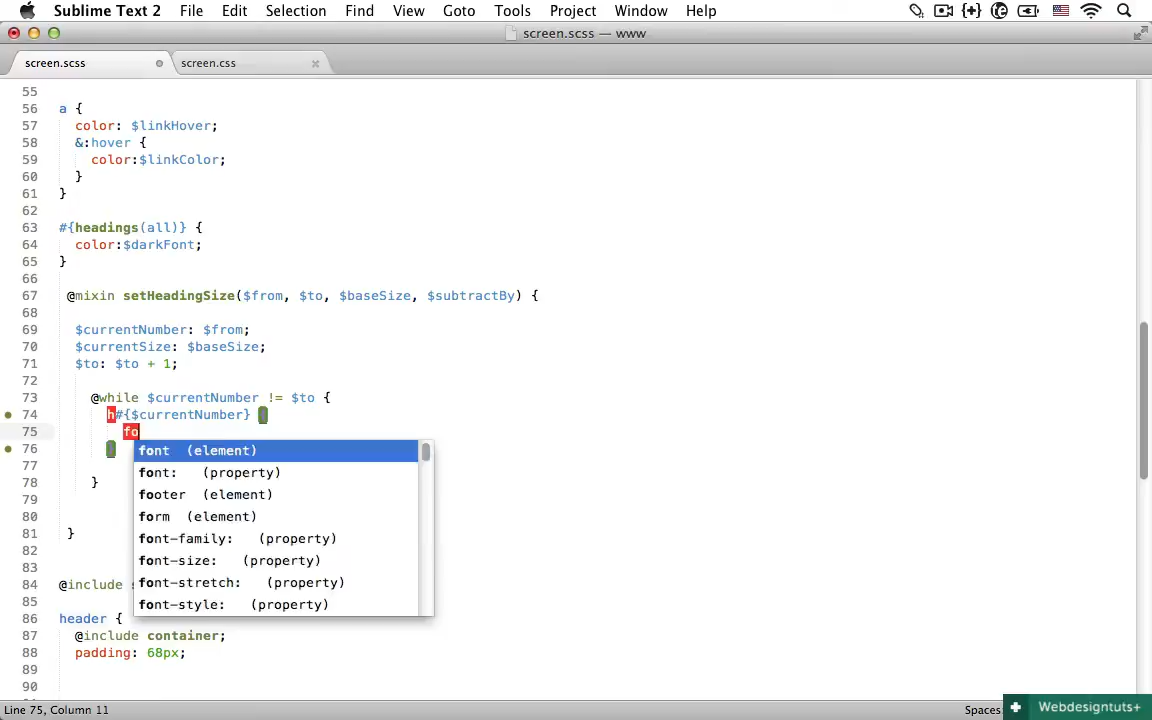 Sublime Text 2 File Edit Selection Find View Goto Tools Project Window Help
screen.scss — www
screen.scss screen.css
55
56 a {
57 color: $linkHover;
58 &:hover {
59 color:$linkColor;
60 }
61 }
62
63 #{headings(all)} {
64 color:$darkFont;
65 }
66
67 @mixin setHeadingSize($from, $to, $baseSize, $subtractBy) {
68
69 $currentNumber: $from;
70 $currentSize: $baseSize;
71 $to: $to + 1;
72
73 @while $currentNumber != $to {
74 h#{$currentNumber} {
75 fo
76 }
font (element)
77
font: (property)
78 }
footer (element)
79
80
form (element)
81 }
font-family: (property)
82
font-size: (property)
83
84 @include
font-stretch: (property)
85
font-style: (property)
86 header {
87 @include container;
88 padding: 68px;
89
90
Line 75, Column 11
Spaces:
Webdesigntuts+